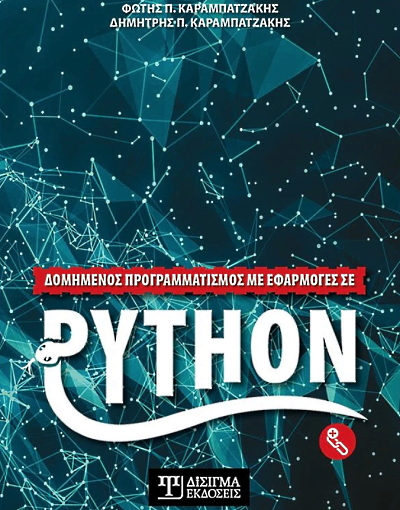 ΦΩΤΗΣ Π. ΚΑΡΑΜΠΑΤΖΑΚΗΣ
ΔΗΜΗΤΡΗΣ Π. ΚΑΡΑΜΠΑΤΖΑΚΗΣ
ΔΟΜΗΜΕΝΟΣ ΠΡΟΓΡΑΜΜΑΤΙΣΜΟΣ ΜΕ ΕΦΑΡΜΟΓΕΣ ΣΕ
PYTHON
ΔΙΣΙΓΜΑ
ΕΚΔΟΣΕΙΣ